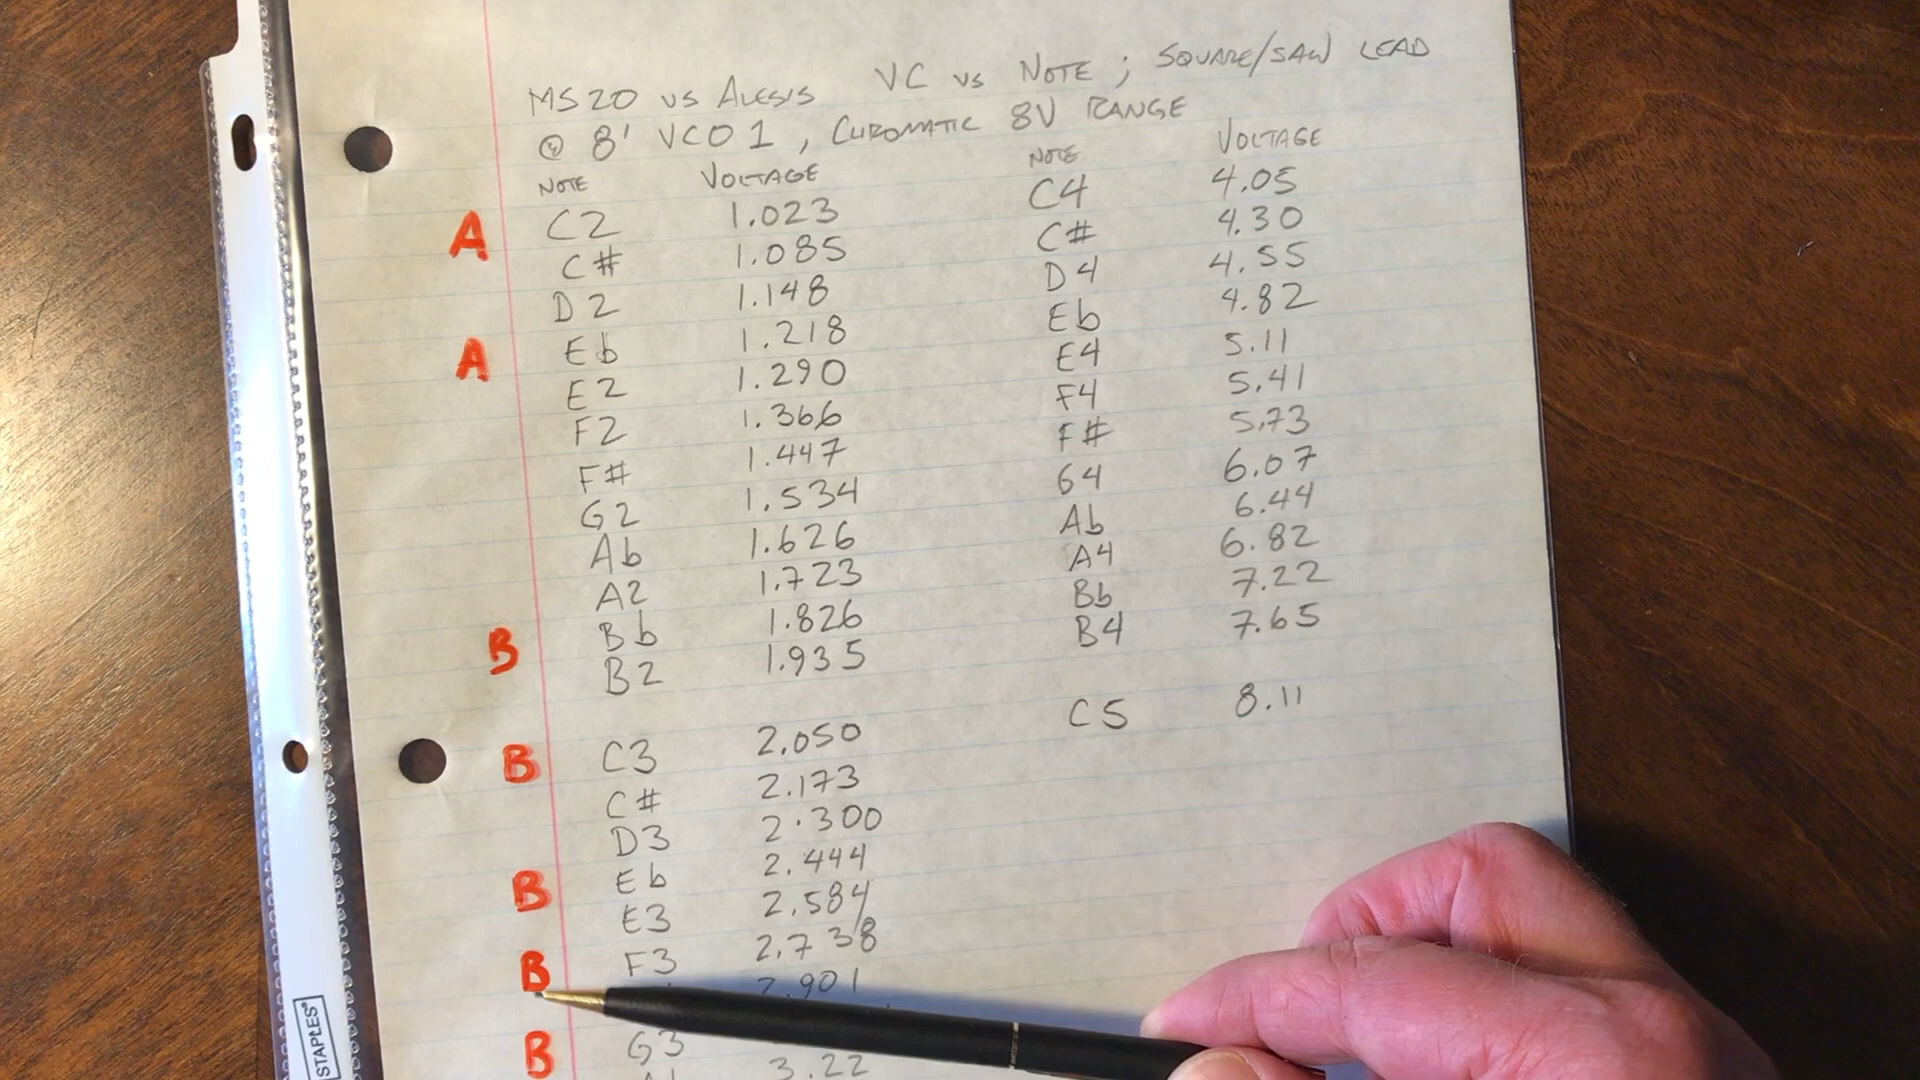 MS20 vs ALESIS VC vs NOTE ; SQUARE/SAW LEAD
@ 8' VCO 1 , CHROMATIC 8V RANGE
NOTE VOLTAGE
A C2 1.023
C# 1.085
D2 1.148
A Eb 1.218
E2 1.290
F2 1.366
F# 1.447
G2 1.534
Ab 1.626
A2 1.723
B Bb 1.826
B2 1.935
B C3 2.050
C# 2.173
D3 2.300
B Eb 2.444
E3 2.584
B F3 2.738
2.901
B G3
3.22
NOTE VOLTAGE
C4 4.05
C# 4.30
D4 4.55
Eb 4.82
E4 5.11
F4 5.41
F# 5.73
G4 6.07
Ab 6.44
A4 6.82
Bb 7.22
B4 7.65
C5 8.11
STAPLES